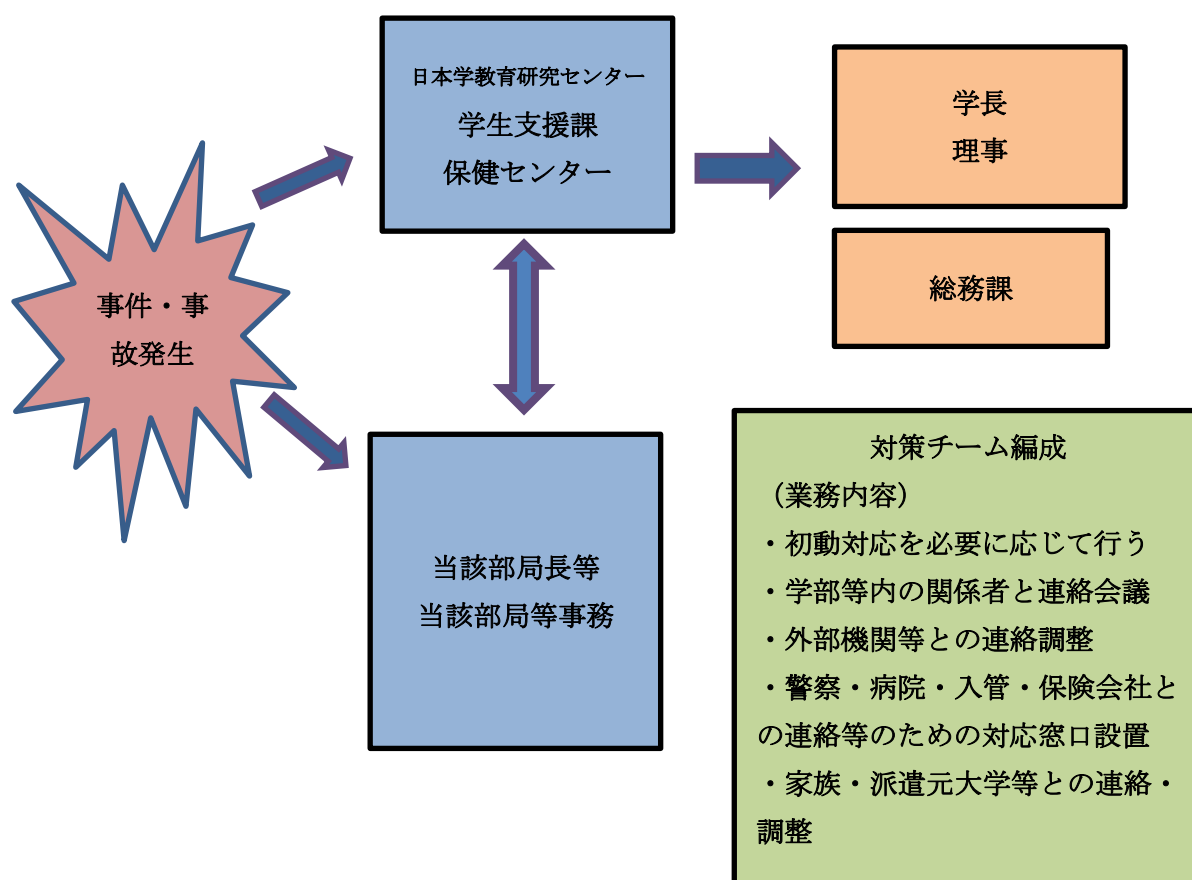 日本学教育研究センター
学生支援課
保健センター
学長
理事
総務課
事件・事
故発生
当該部局長等
当該部局等事務
対策チーム編成
（業務内容）
・初動対応を必要に応じて行う
・学部等内の関係者と連絡会議
・外部機関等との連絡調整
・警察・病院・入管・保険会社と
の連絡等のための対応窓口設置
・家族・派遣元大学等との連絡・
調整